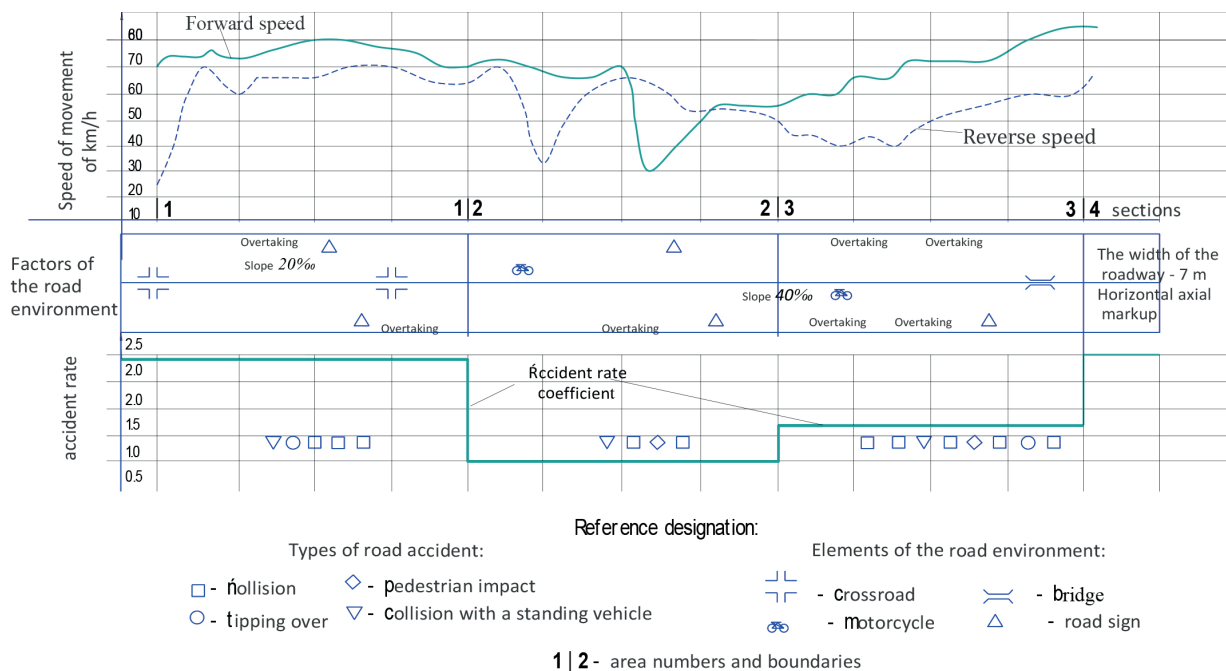 80
70
60
50
40
30
20
10
Speed of movement
of km/h
Forward speed
Reverse speed
1
1 | 2
2 | 3
3 | 4 sections
Factors of
the road
environment
Overtaking
Slope 20‰
Overtaking
Overtaking
Slope 40‰
Overtaking Overtaking
Overtaking Overtaking
The width of the
roadway - 7 m
Horizontal axial
markup
accident rate
2.5
2.0
2.0
1.5
1.0
0.5
Ŕccident rate
coefficient
Reference designation:
Types of road accident:
- ńollision
- tipping over
- pedestrian impact
- collision with a standing vehicle
Elements of the road environment:
- crossroad
- motorcycle
- bridge
- road sign
1 | 2 - area numbers and boundaries